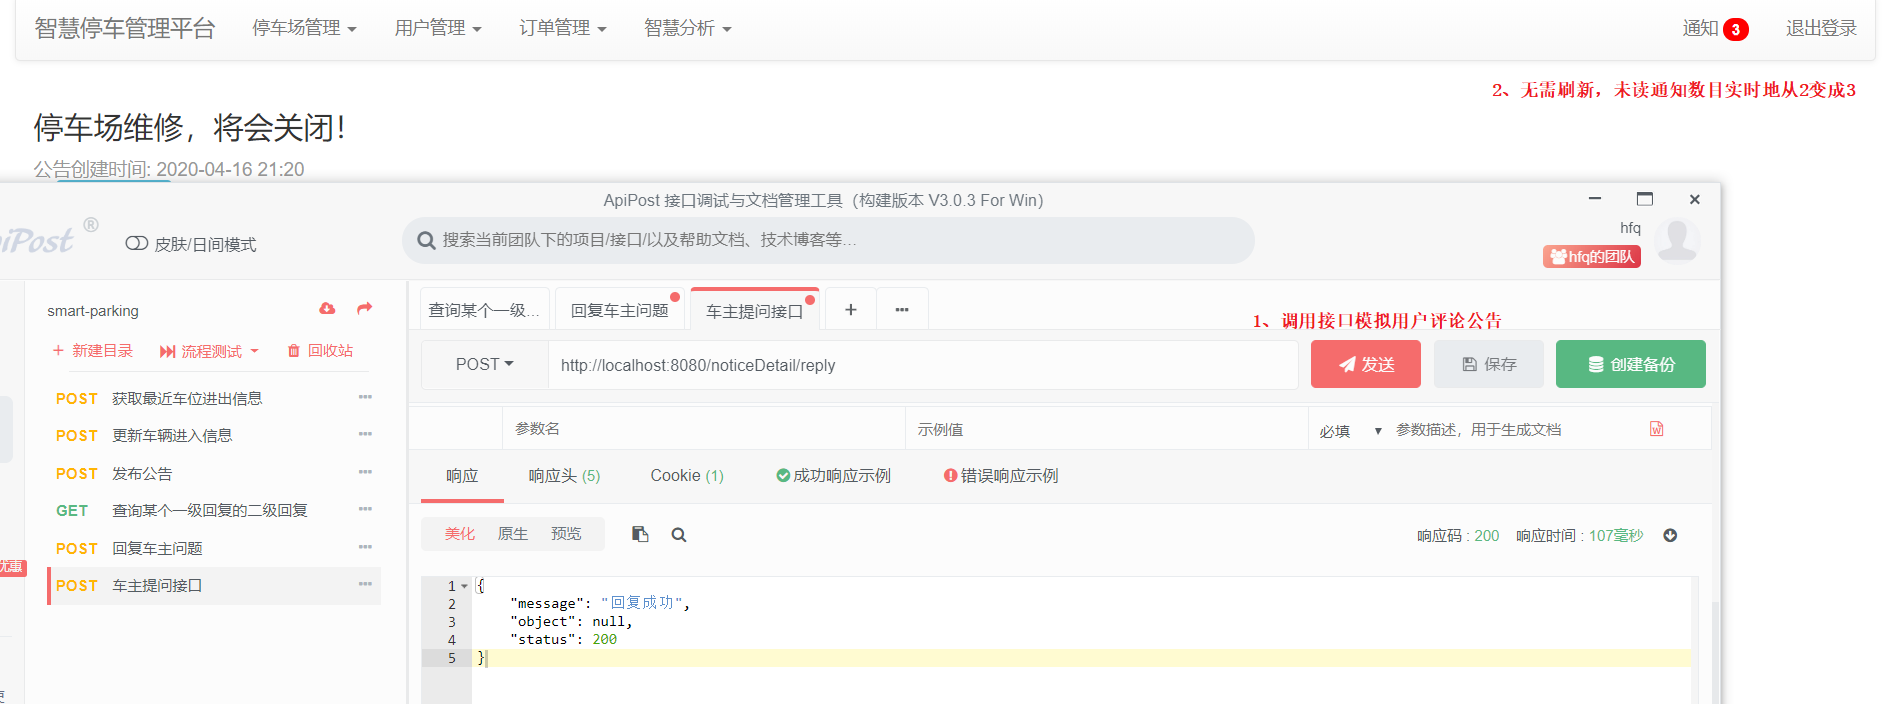 智慧停车管理平台 停车场管理 用户管理 订单管理 智慧分析 通知 3 退出登录
2、无需刷新，未读通知数目实时地从2变成3
停车场维修，将会关闭！
公告创建时间: 2020-04-16 21:20
ApiPost 接口调试与文档管理工具（构建版本 V3.0.3 For Win）
iPost ® 皮肤/日间模式 搜索当前团队下的项目/接口/以及帮助文档、技术博客等... hfq
hfq的团队
smart-parking
查询某个一级... 回复车主问题 车主提问接口 + ...
1、调用接口模拟用户评论公告
+ 新建目录 流程测试 回收站
POST http://localhost:8080/noticeDetail/reply 发送 保存 创建备份
POST 获取最近车位进出信息
POST 更新车辆进入信息
POST 发布公告
GET 查询某个一级回复的二级回复
POST 回复车主问题
POST 车主提问接口
优惠
参数名 示例值 必填 参数描述，用于生成文档
响应 响应头 (5) Cookie (1) 成功响应示例 错误响应示例
美化 原生 预览 响应码 : 200 响应时间 : 107毫秒
1 {
2 "message": "回复成功",
3 "object": null,
4 "status": 200
5 }